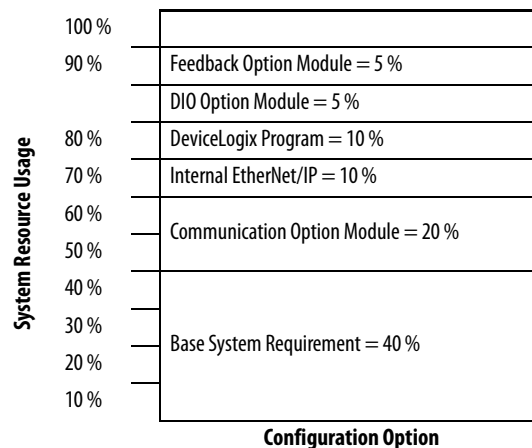 100 %
90 % Feedback Option Module = 5 %
DIO Option Module = 5 %
80 % DeviceLogix Program = 10 %
70 % Internal EtherNet/IP = 10 %
60 %
Communication Option Module = 20 %
50 %
40 %
30 %
Base System Requirement = 40 %
20 %
10 %
System Resource Usage
Configuration Option